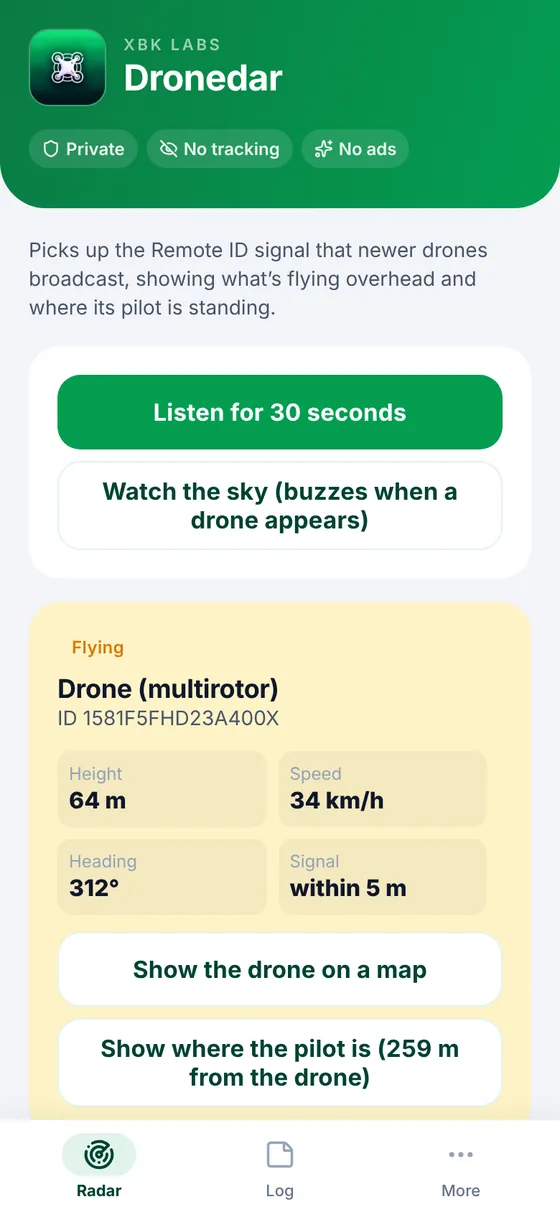 XBK LABS
Dronedar
Private
No tracking
No ads
Picks up the Remote ID signal that newer drones
broadcast, showing what’s flying overhead and
where its pilot is standing.
Listen for 30 seconds
Watch the sky (buzzes when a
drone appears)
Flying
Drone (multirotor)
ID 1581F5FHD23A400X
Height
64 m
Speed
34 km/h
Heading
312°
Signal
within 5 m
Show the drone on a map
Show where the pilot is (259 m
from the drone)
Radar
Log
More